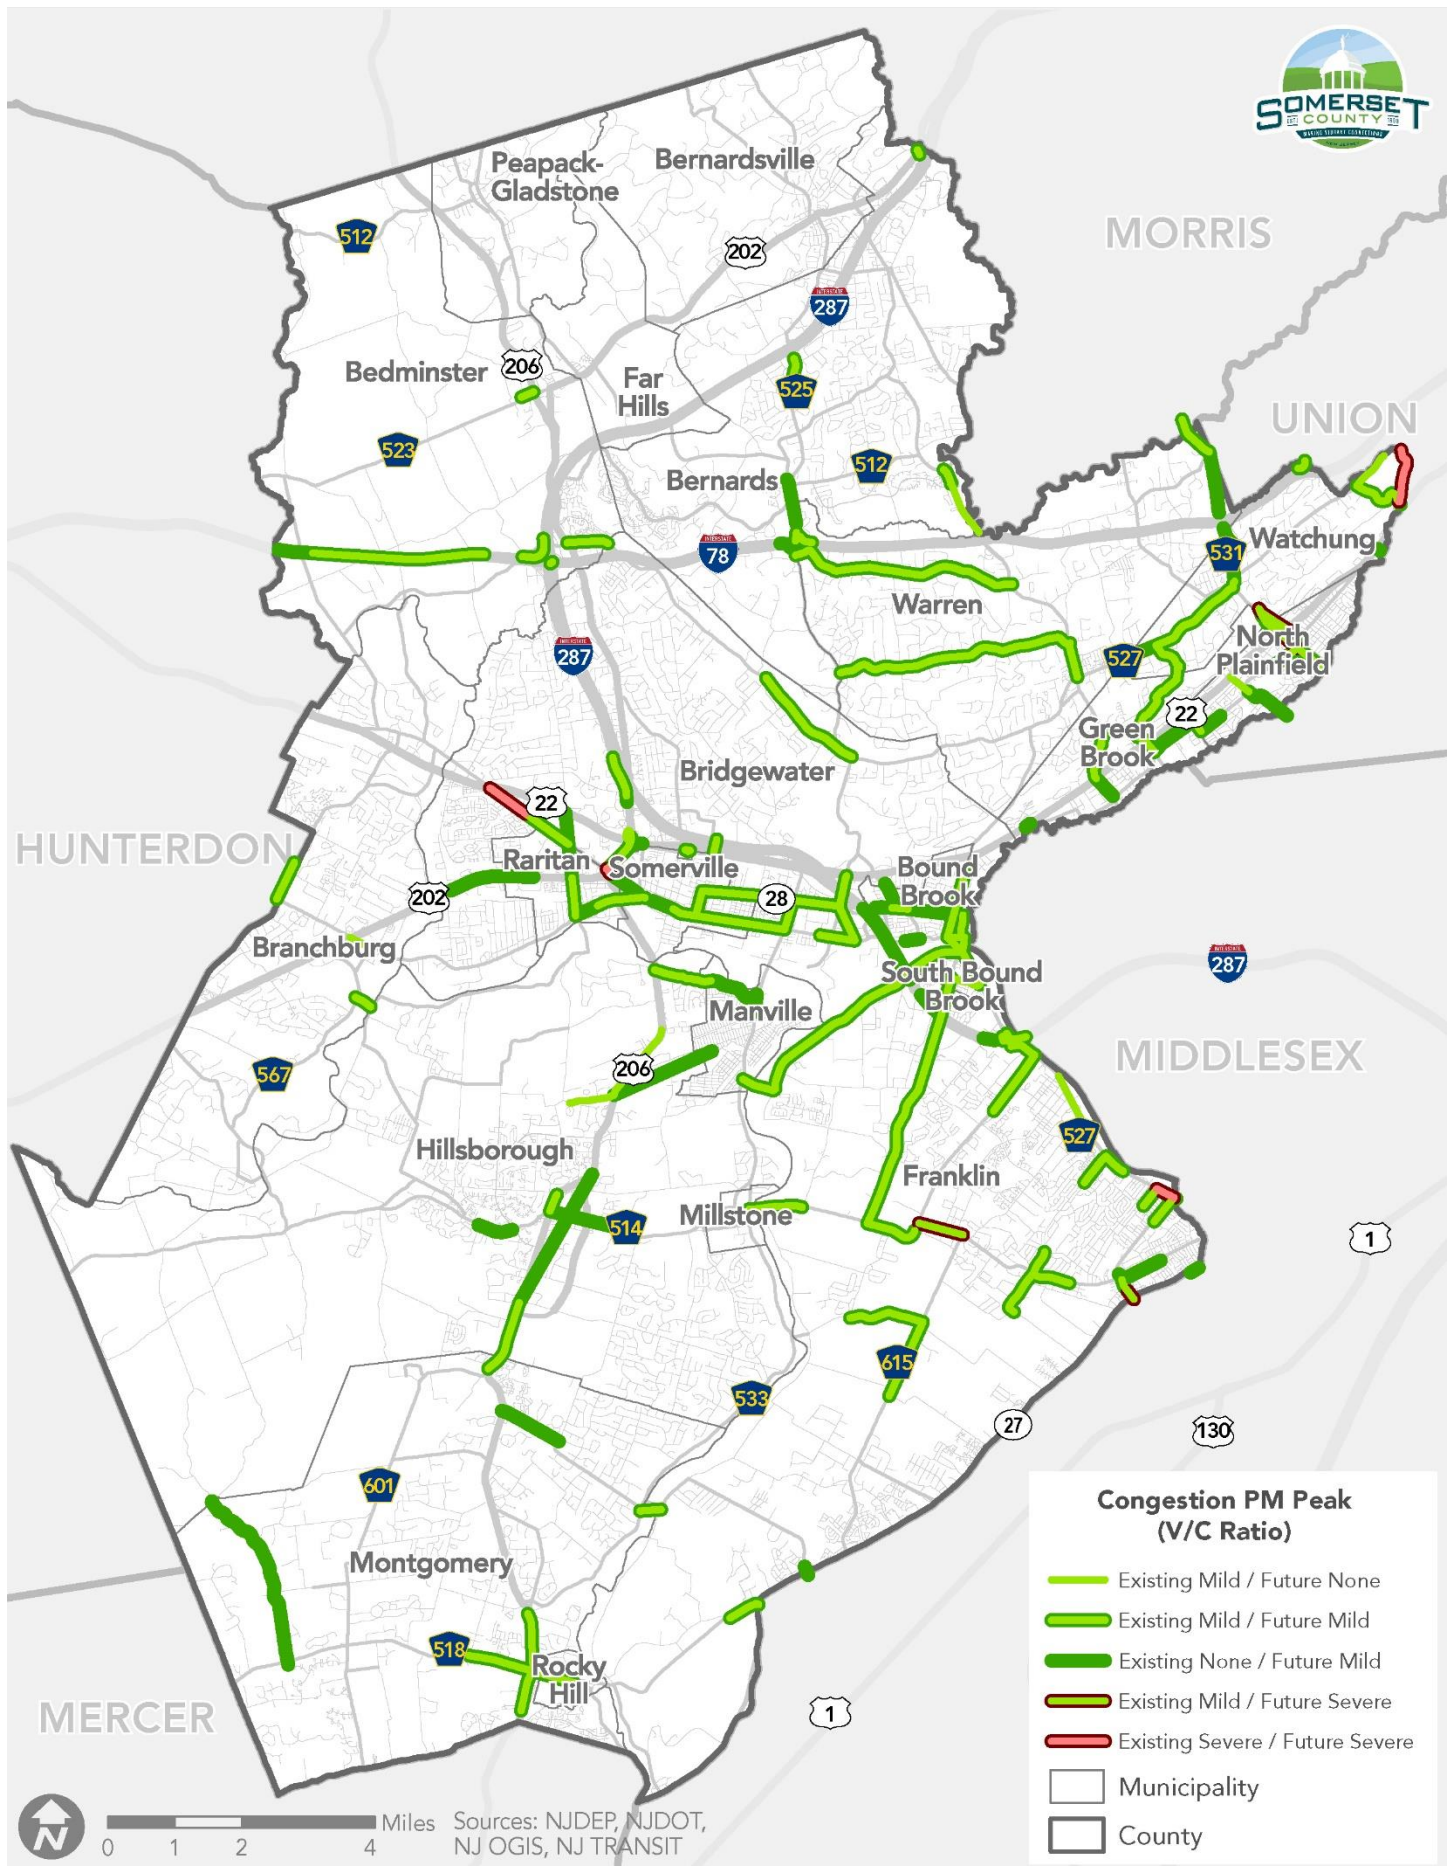 SOMERSET
COUNTY
Peapack-
Gladstone
Bernardsville
512
202
MORRIS
INTERSTATE
287
Bedminster
206
Far
Hills
525
UNION
523
Bernards
512
INTERSTATE
78
531
Watchung
Warren
INTERSTATE
287
527
North
Plainfield
22
Green
Brook
Bridgewater
22
HUNTERDON
Raritan
Somerville
Bound
Brook
202
28
Branchburg
INTERSTATE
287
South Bound
Brook
Manville
206
567
MIDDLESEX
527
Hillsborough
Franklin
Millstone
514
1
615
533
27
130
601
Montgomery
518
Rocky
Hill
MERCER
1
Congestion PM Peak
(V/C Ratio)
Existing Mild / Future None
Existing Mild / Future Mild
Existing None / Future Mild
Existing Mild / Future Severe
Existing Severe / Future Severe
Municipality
County
N
Miles
0 1 2 4
Sources: NJDEP, NJDOT,
NJ OGIS, NJ TRANSIT